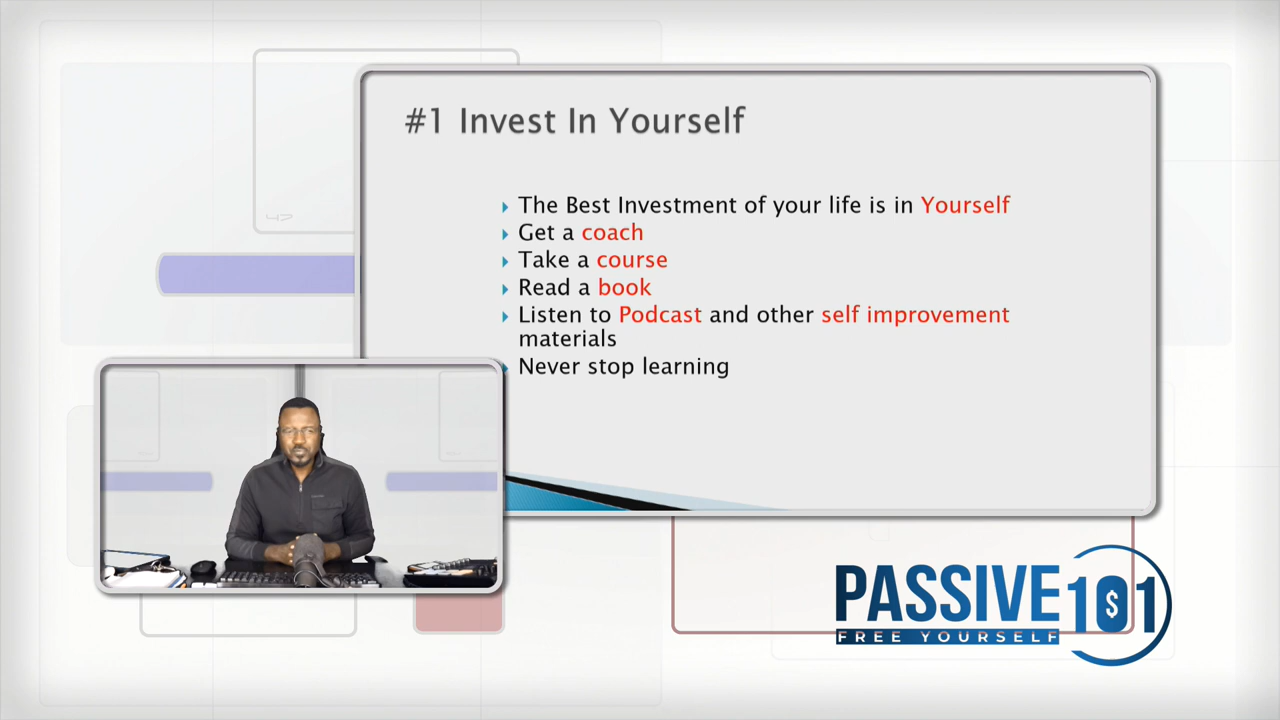 #1 Invest In Yourself
The Best Investment of your life is in Yourself
Get a coach
Take a course
Read a book
Listen to Podcast and other self improvement
materials
Never stop learning
47
PASSIVE 101
$
FREE YOURSELF